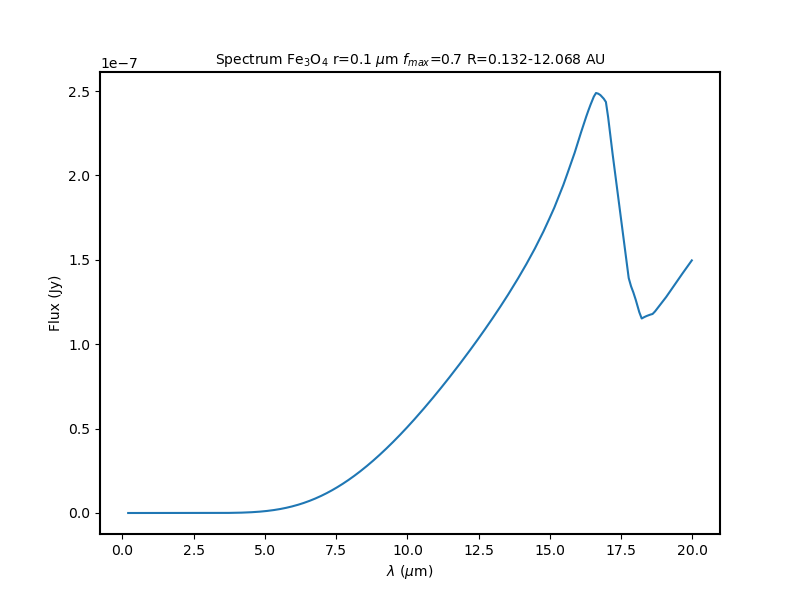 Spectrum Fe₃O₄ r=0.1 μm f_max=0.7 R=0.132-12.068 AU
1e−7
2.5
2.0
1.5
1.0
0.5
0.0
Flux (Jy)
0.0 2.5 5.0 7.5 10.0 12.5 15.0 17.5 20.0
λ (μm)